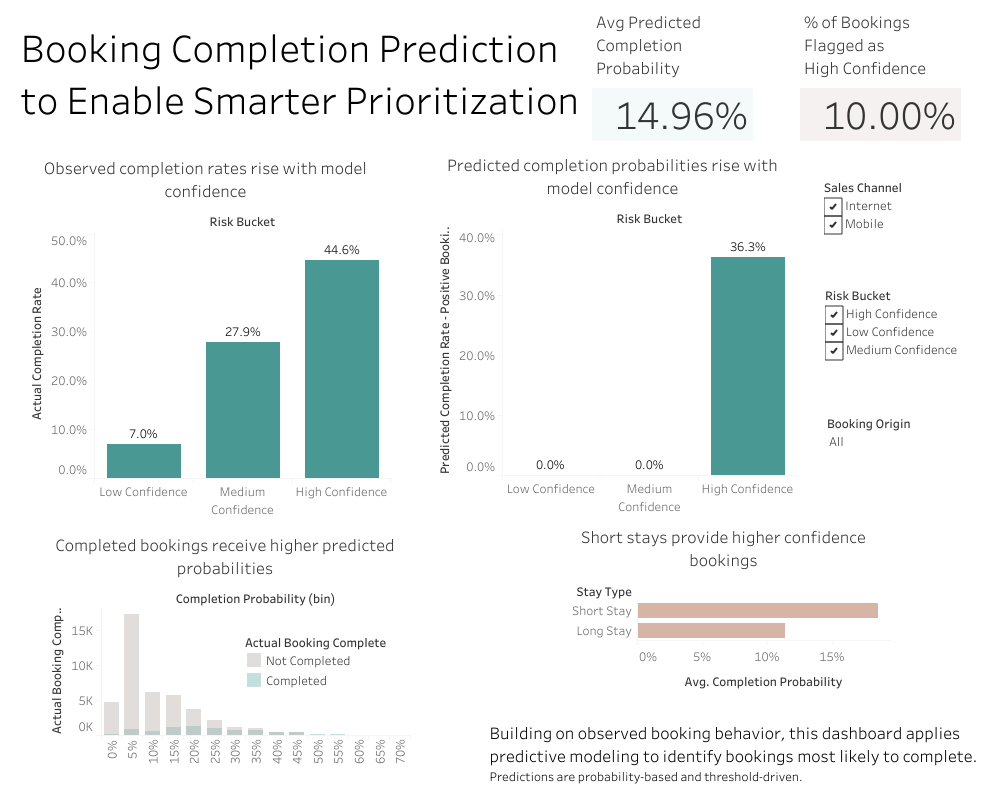 Booking Completion Prediction
to Enable Smarter Prioritization
Avg Predicted
Completion
Probability
14.96%
% of Bookings
Flagged as
High Confidence
10.00%
Observed completion rates rise with model
confidence
Risk Bucket
Actual Completion Rate
50.0%
40.0%
30.0%
20.0%
10.0%
0.0%
7.0%
27.9%
44.6%
Low Confidence
Medium
Confidence
High Confidence
Predicted completion probabilities rise with
model confidence
Risk Bucket
Predicted Completion Rate - Positive Booki..
40.0%
30.0%
20.0%
10.0%
0.0%
0.0%
0.0%
36.3%
Low Confidence
Medium
Confidence
High Confidence
Sales Channel
Internet
Mobile
Risk Bucket
High Confidence
Low Confidence
Medium Confidence
Booking Origin
All
Completed bookings receive higher predicted
probabilities
Completion Probability (bin)
Actual Booking Comp..
15K
10K
5K
0K
Actual Booking Complete
Not Completed
Completed
0%
5%
10%
15%
20%
25%
30%
35%
40%
45%
50%
55%
60%
65%
70%
Short stays provide higher confidence
bookings
Stay Type
Short Stay
Long Stay
0%
5%
10%
15%
Avg. Completion Probability
Building on observed booking behavior, this dashboard applies
predictive modeling to identify bookings most likely to complete.
Predictions are probability-based and threshold-driven.